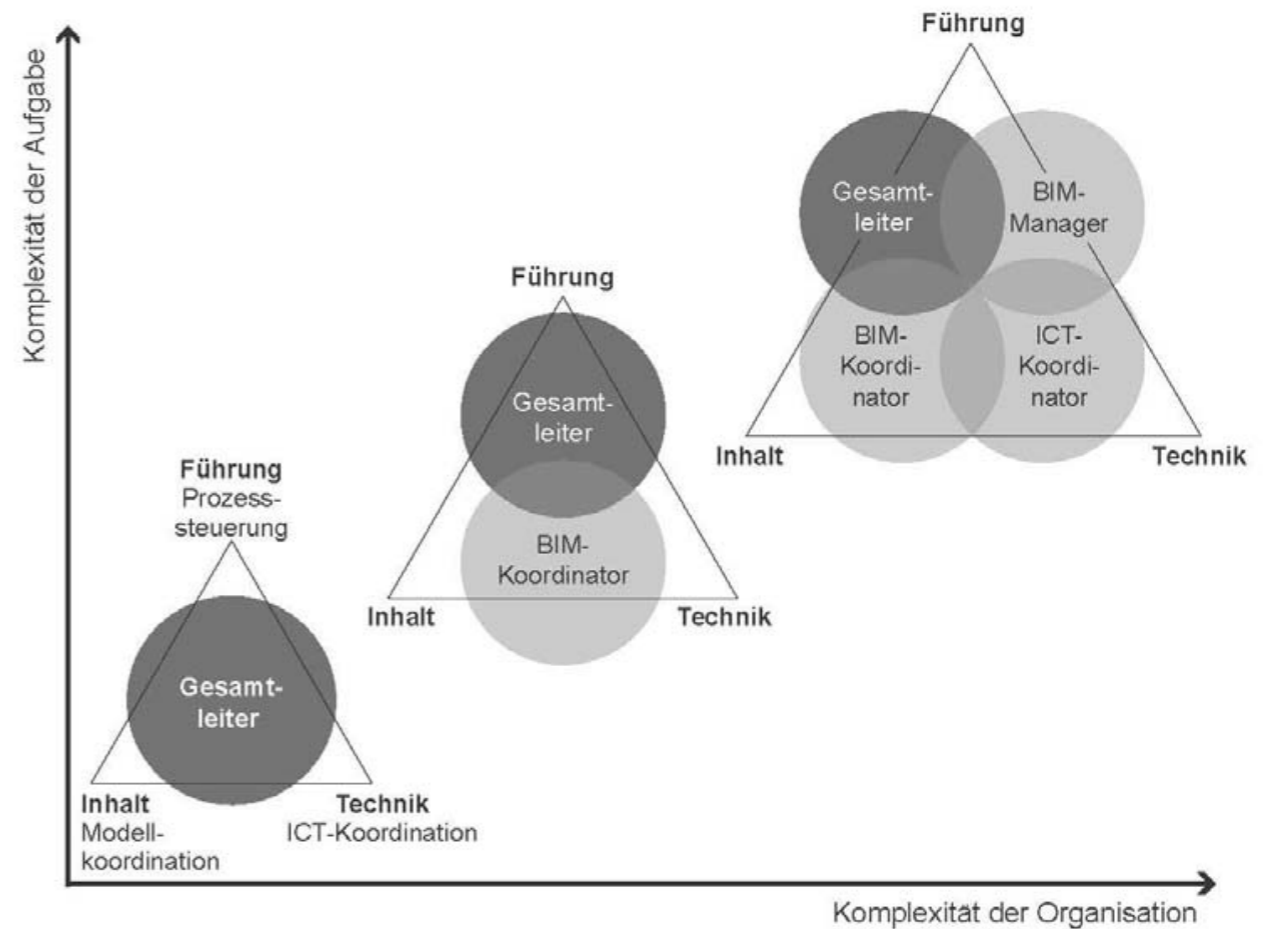 Komplexität der Aufgabe
Führung
Gesamt-
leiter
BIM-
Manager
BIM-
Koordi-
nator
ICT-
Koordi-
nator
Inhalt
Technik
Führung
Gesamt-
leiter
BIM-
Koordinator
Inhalt
Technik
Führung
Prozess-
steuerung
Gesamt-
leiter
Inhalt
Modell-
koordination
Technik
ICT-Koordination
Komplexität der Organisation